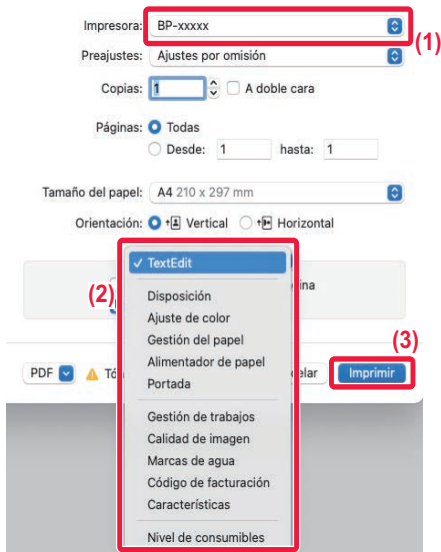 Impresora: BP-xxxxx
(1)
Preajustes: Ajustes por omisión
Copias: 1 A doble cara
Páginas: Todas
Desde: 1 hasta: 1
Tamaño del papel: A4 210 x 297 mm
Orientación: Vertical Horizontal
✓ TextEdit
(2)
Disposición
Ajuste de color
Gestión del papel
Alimentador de papel
Portada
Gestión de trabajos
Calidad de imagen
Marcas de agua
Código de facturación
Características
Nivel de consumibles
(3)
PDF Imprimir